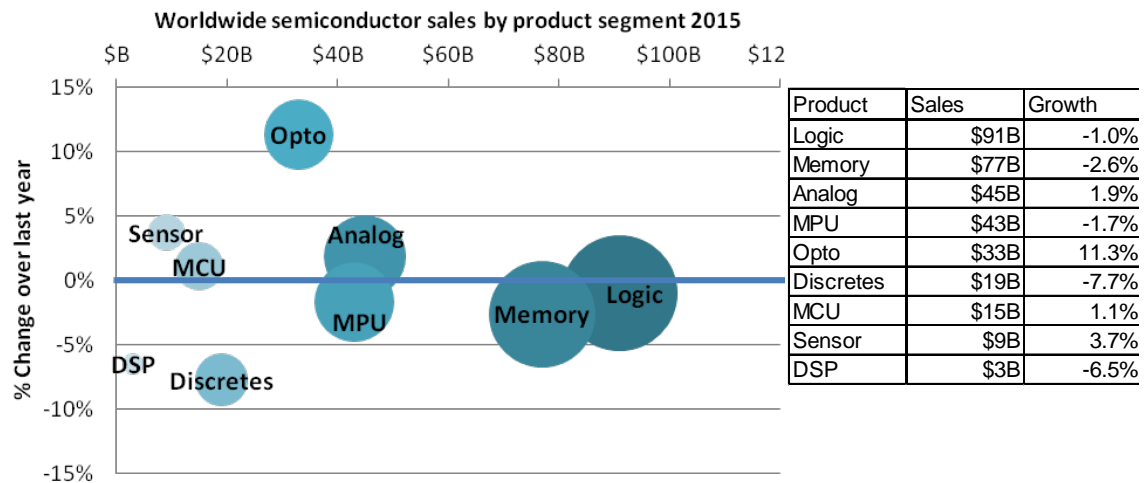 Worldwide semiconductor sales by product segment 2015
$B $20B $40B $60B $80B $100B $12
15%
10%
5%
0%
-5%
-10%
-15%
% Change over last year
Opto
Sensor
Analog
MCU
MPU
Memory
Logic
DSP
Discretes
Product Sales Growth
Logic $91B -1.0%
Memory $77B -2.6%
Analog $45B 1.9%
MPU $43B -1.7%
Opto $33B 11.3%
Discretes $19B -7.7%
MCU $15B 1.1%
Sensor $9B 3.7%
DSP $3B -6.5%